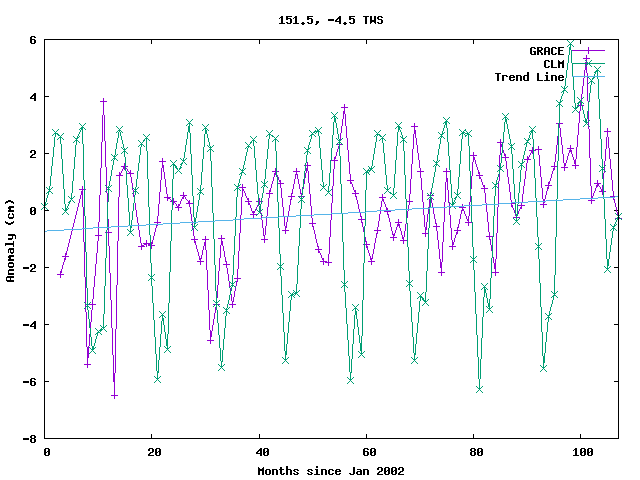 151.5, -4.5 TWS
GRACE
CLM
Trend Line
6
4
2
0
-2
-4
-6
-8
Anomaly (cm)
0 20 40 60 80 100
Months since Jan 2002